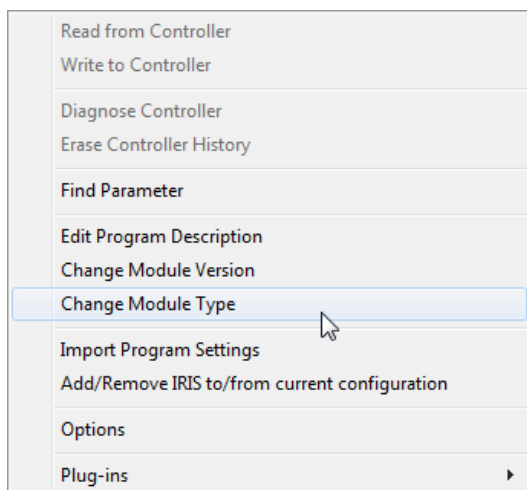 Read from Controller
Write to Controller
Diagnose Controller
Erase Controller History
Find Parameter
Edit Program Description
Change Module Version
Change Module Type
Import Program Settings
Add/Remove IRIS to/from current configuration
Options
Plug-ins